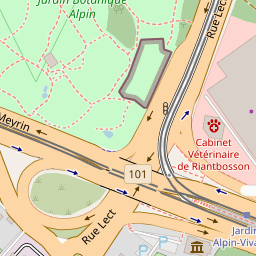 Jardin Botanique
Alpin
Rue Lect
Meyrin
Cabinet
Vétérinaire
de Riantbosson
101
Rue Lect
Jardin
Alpin-Viva